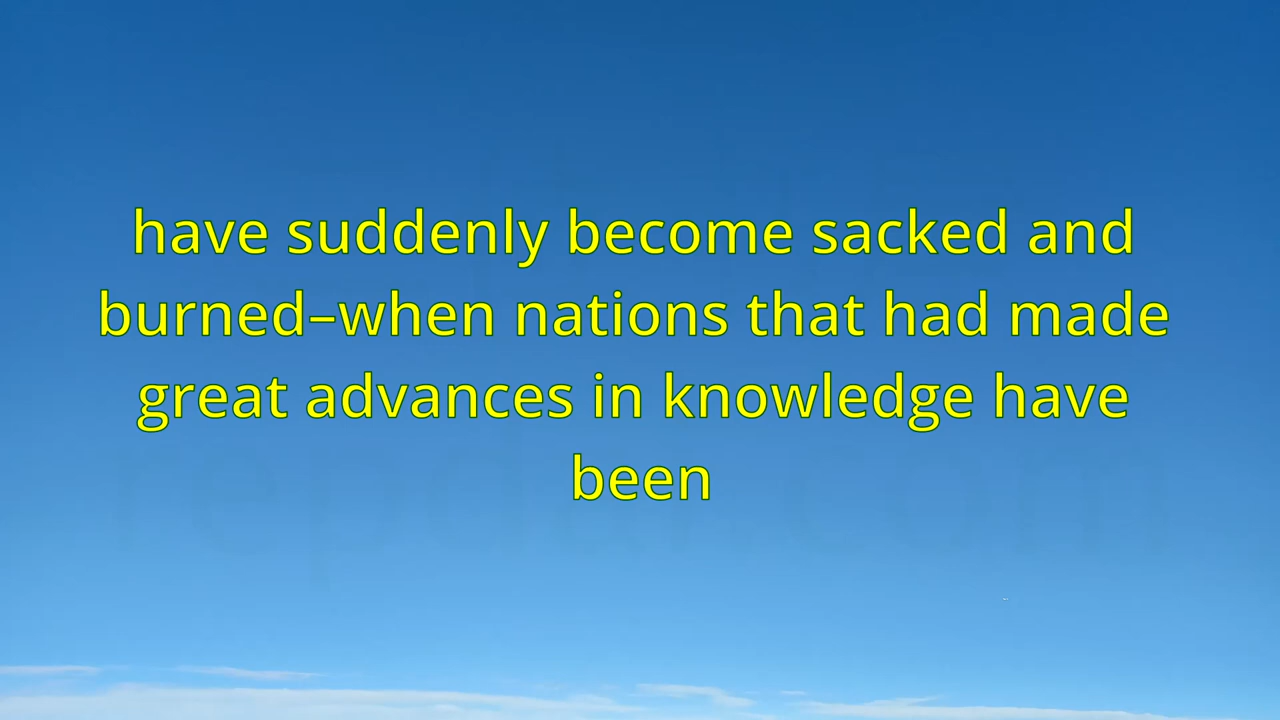 have suddenly become sacked and
burned–when nations that had made
great advances in knowledge have
been